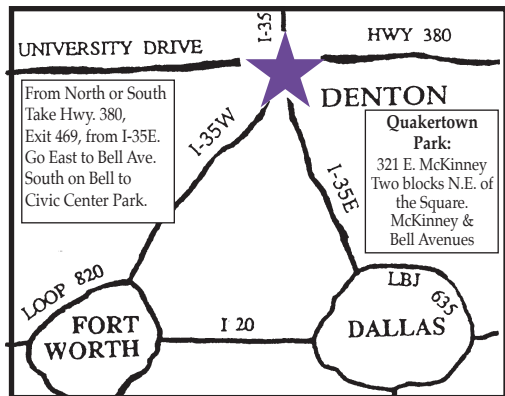 I-35
UNIVERSITY DRIVE
HWY 380
From North or South
Take Hwy. 380,
Exit 469, from I-35E.
Go East to Bell Ave.
South on Bell to
Civic Center Park.
DENTON
I-35W
I-35E
Quakertown
Park:
321 E. McKinney
Two blocks N.E. of
the Square.
McKinney &
Bell Avenues
LOOP 820
FORT
WORTH
I 20
LBJ
635
DALLAS